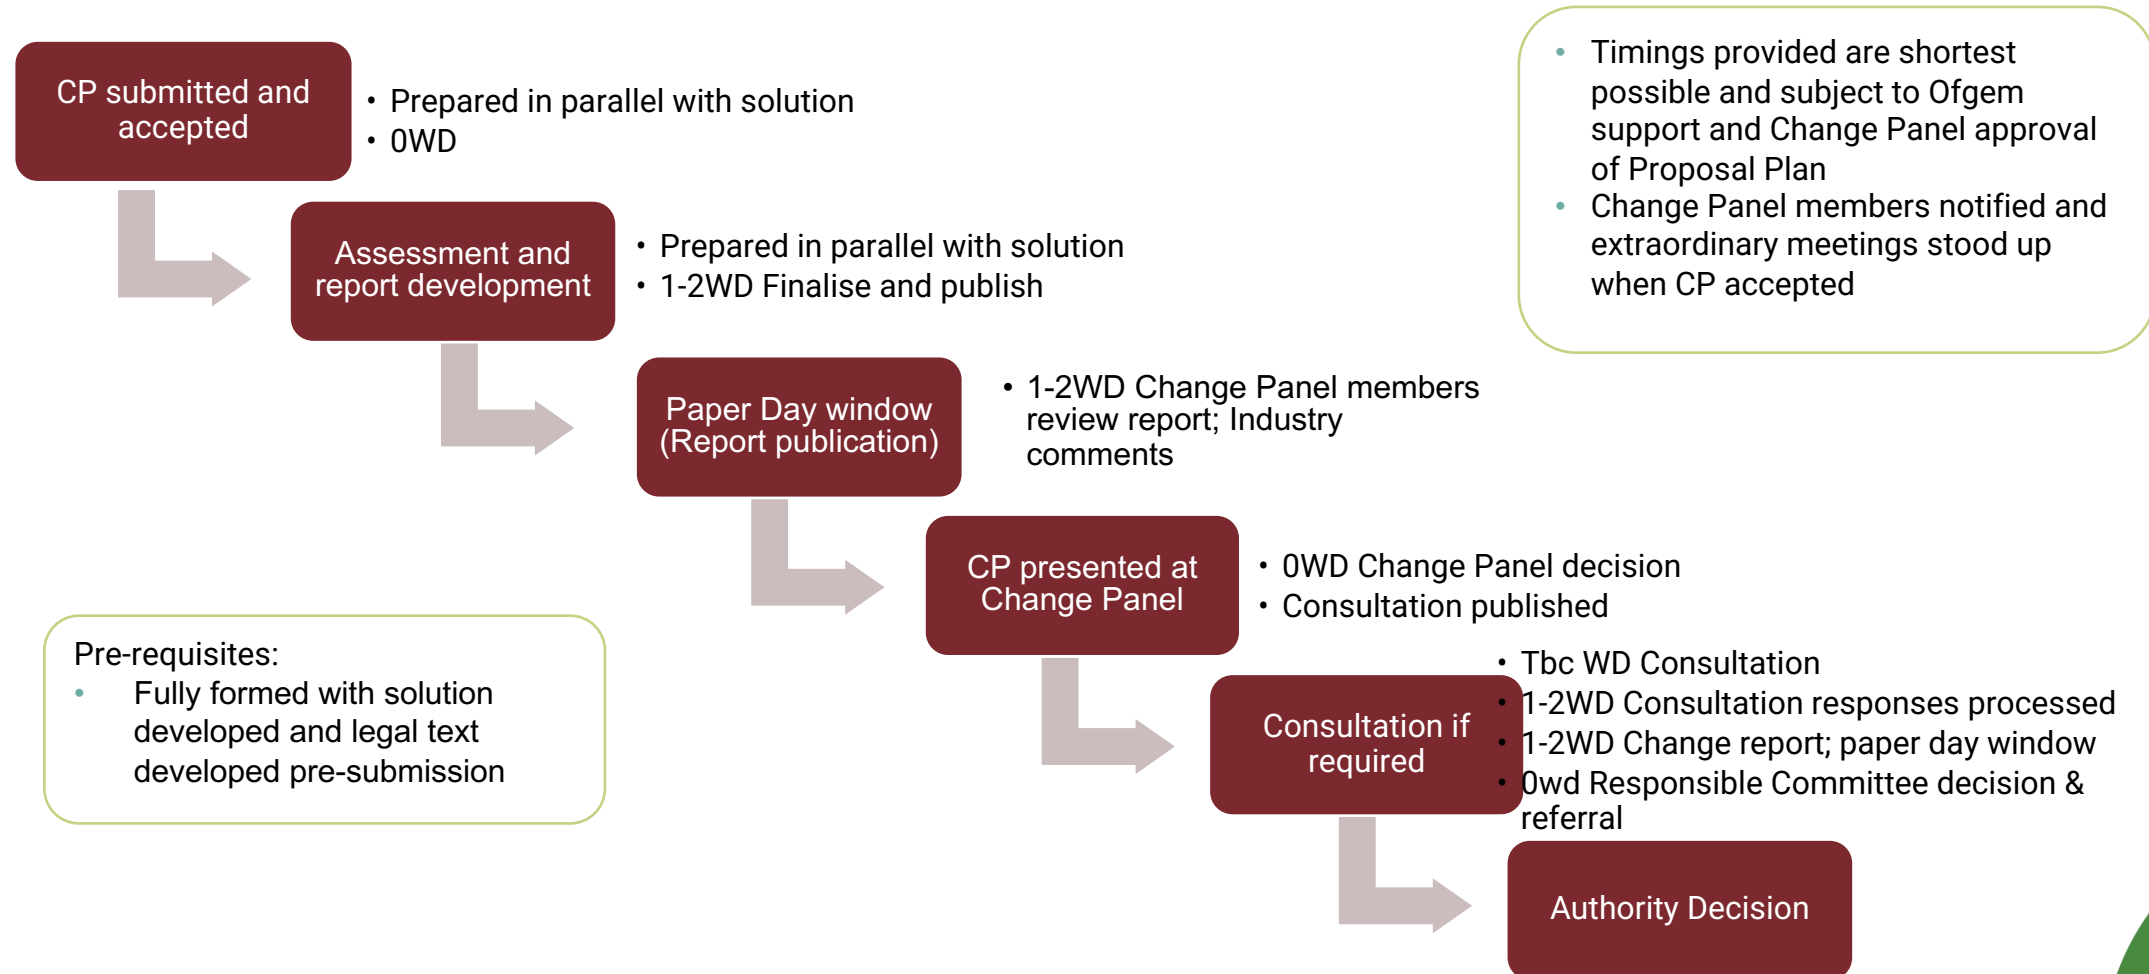 CP submitted and
accepted
• Prepared in parallel with solution
• 0WD
• Timings provided are shortest
possible and subject to Ofgem
support and Change Panel approval
of Proposal Plan
• Change Panel members notified and
extraordinary meetings stood up
when CP accepted
Assessment and
report development
• Prepared in parallel with solution
• 1-2WD Finalise and publish
Paper Day window
(Report publication)
• 1-2WD Change Panel members
review report; Industry
comments
CP presented at
Change Panel
• 0WD Change Panel decision
• Consultation published
Pre-requisites:
• Fully formed with solution
developed and legal text
developed pre-submission
Consultation if
required
• Tbc WD Consultation
• 1-2WD Consultation responses processed
• 1-2WD Change report; paper day window
• 0wd Responsible Committee decision &
referral
Authority Decision